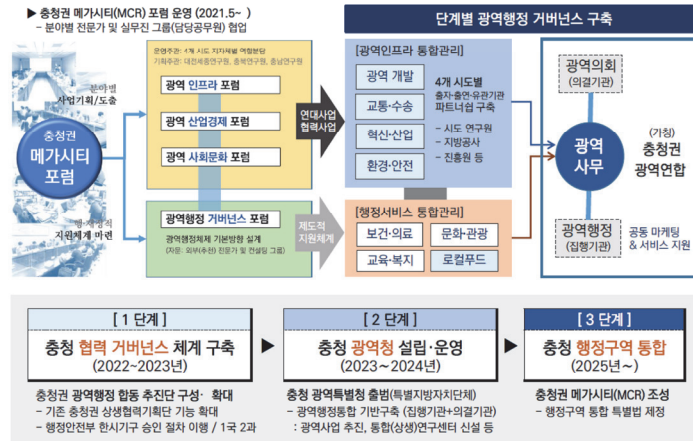 ▶ 충청권 메가시티(MCR) 포럼 운영 (2021.5~ )
- 분야별 전문가 및 실무진 그룹(담당공무원) 협업
단계별 광역행정 거버넌스 구축
분야별
사업기획/도출
충청권
메가시티
포럼
행·재정적
지원체계 마련
운영주관: 4개 시도 지자체별 역할분담
기획주관: 대전세종연구원, 충북연구원, 충남연구원
광역 인프라 포럼
광역 산업경제 포럼
광역 사회문화 포럼
광역행정 거버넌스 포럼
광역행정체제 기본방향 설계
(자문: 외부(추천) 전문가 및 컨설팅 그룹)
연대사업
협력사업
제도적
지원체계
[광역인프라 통합관리]
광역 개발
교통·수송
혁신·산업
환경·안전
4개 시도별
출자·출연·유관기관
파트너쉽 구축
- 시도 연구원
- 지방공사
- 진흥원 등
[행정서비스 통합관리]
보건·의료
문화·관광
교육·복지
로컬푸드
광역의회
(의결기관)
광역
사무
(가칭)
충청권
광역연합
광역행정
(집행기관)
공동 마케팅
& 서비스 지원
[ 1 단계 ]
충청 협력 거버넌스 체계 구축
(2022~2023년)
충청권 광역행정 합동 추진단 구성· 확대
- 기존 충청권 상생협력기획단 기능 확대
- 행정안전부 한시기구 승인 절차 이행 / 1국 2과
[ 2 단계 ]
충청 광역청 설립·운영
(2023~2024년)
충청 광역특별청 출범(특별지방자치단체)
- 광역행정통합 기반구축 (집행기관+의결기관)
: 광역사업 추진, 통합(상생)연구센터 신설 등
[ 3 단계 ]
충청 행정구역 통합
(2025년~)
충청권 메가시티(MCR) 조성
- 행정구역 통합 특별법 제정